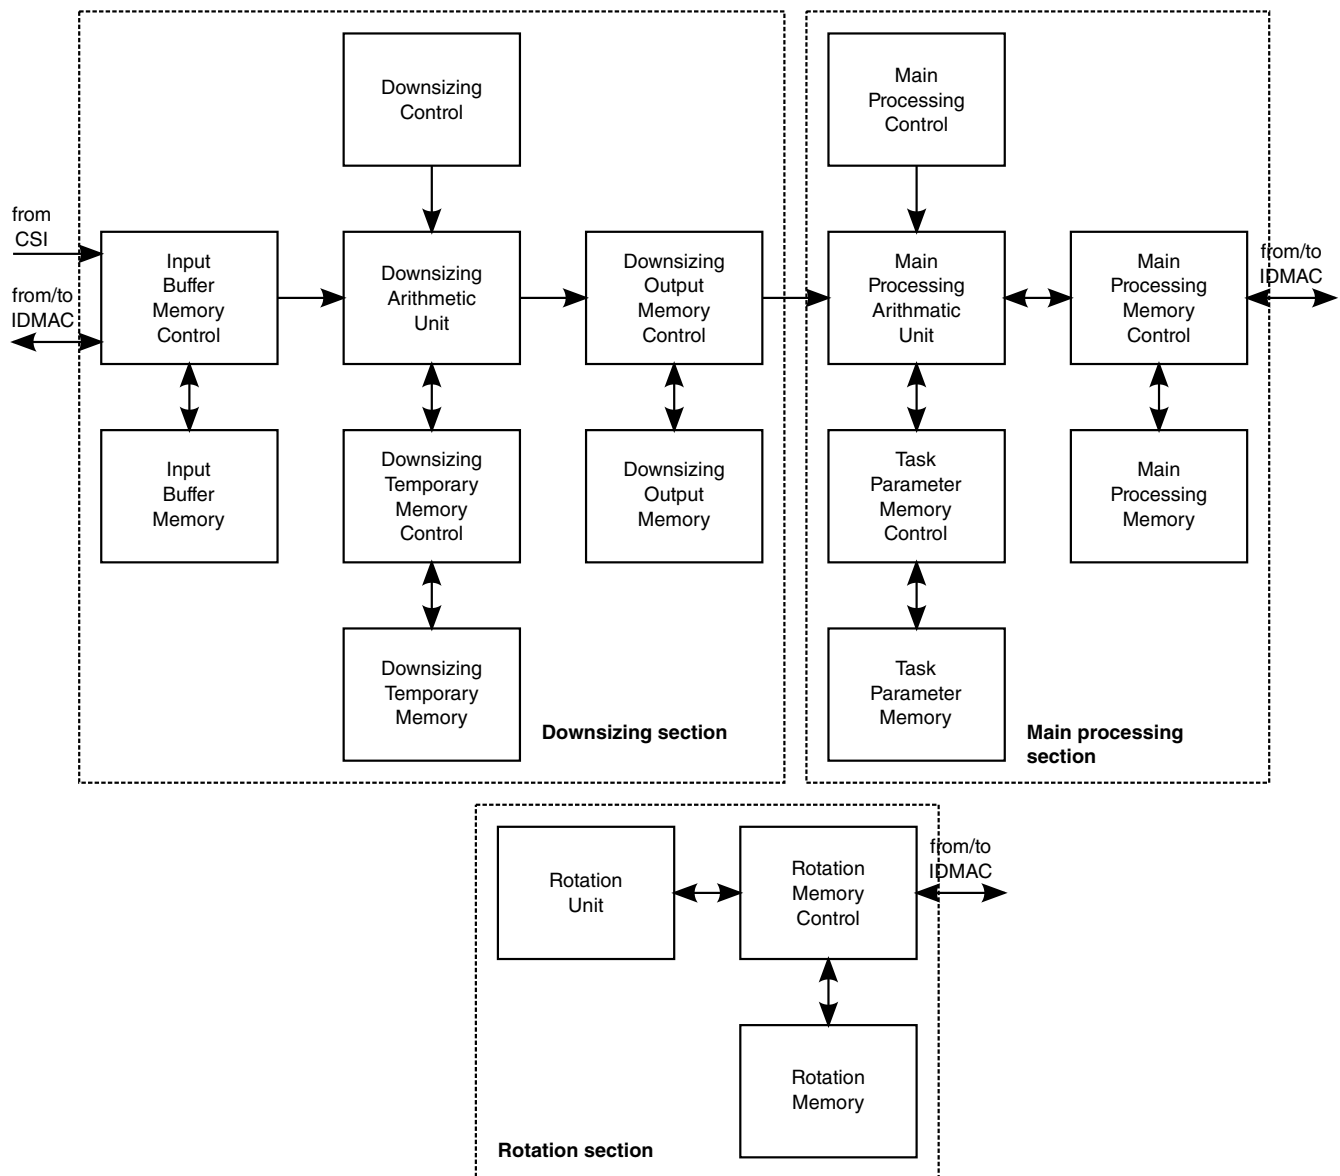 Downsizing
Control
Main
Processing
Control
from
CSI
from/to
IDMAC
Input
Buffer
Memory
Control
Downsizing
Arithmetic
Unit
Downsizing
Output
Memory
Control
Main
Processing
Arithmatic
Unit
Main
Processing
Memory
Control
from/to
IDMAC
Input
Buffer
Memory
Downsizing
Temporary
Memory
Control
Downsizing
Output
Memory
Task
Parameter
Memory
Control
Main
Processing
Memory
Downsizing
Temporary
Memory
Downsizing section
Task
Parameter
Memory
Main processing
section
Rotation
Unit
Rotation
Memory
Control
from/to
IDMAC
Rotation
Memory
Rotation section